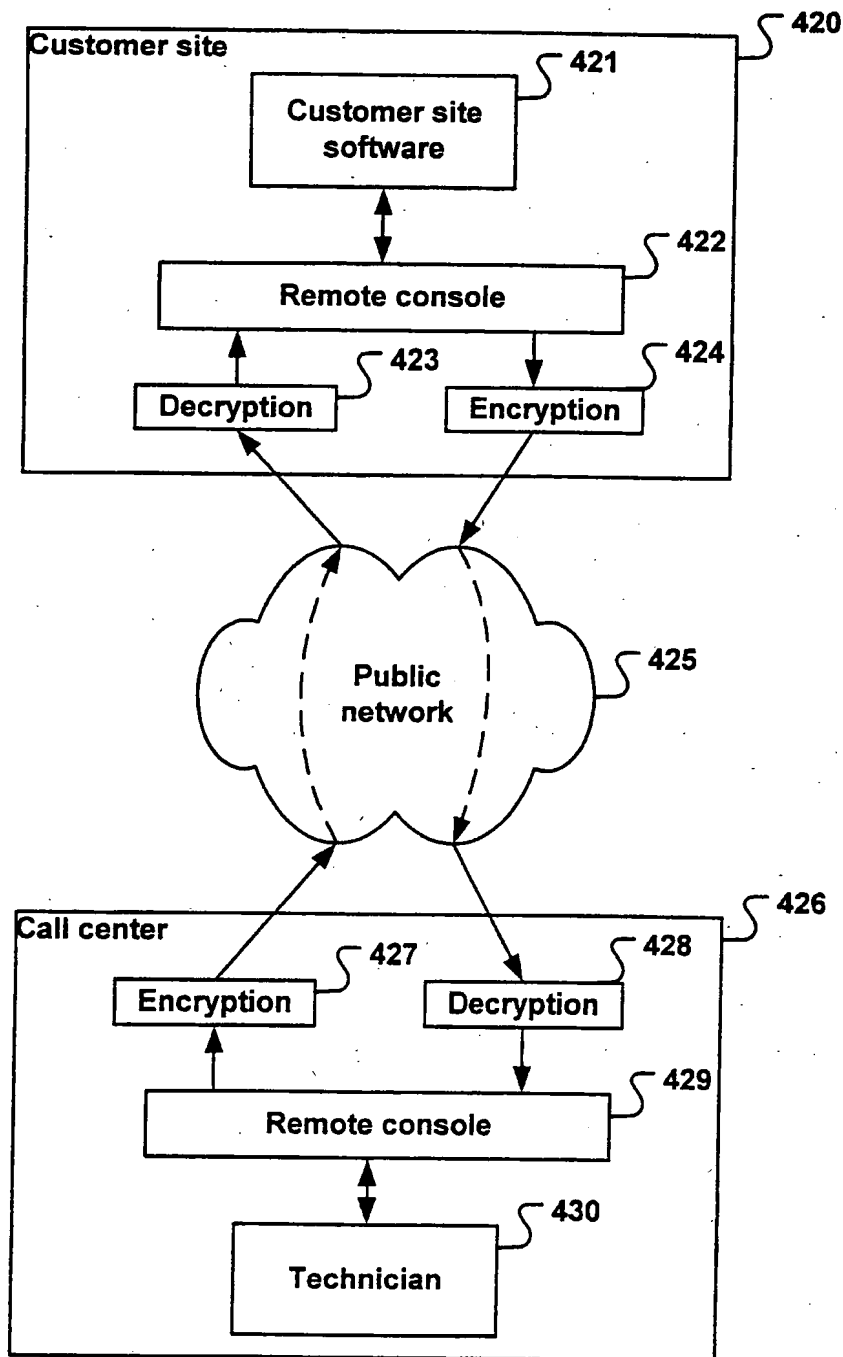 420
Customer site
421
Customer site
software
422
Remote console
423
424
Decryption
Encryption
Public
network
425
426
Call center
427
428
Encryption
Decryption
429
Remote console
430
Technician